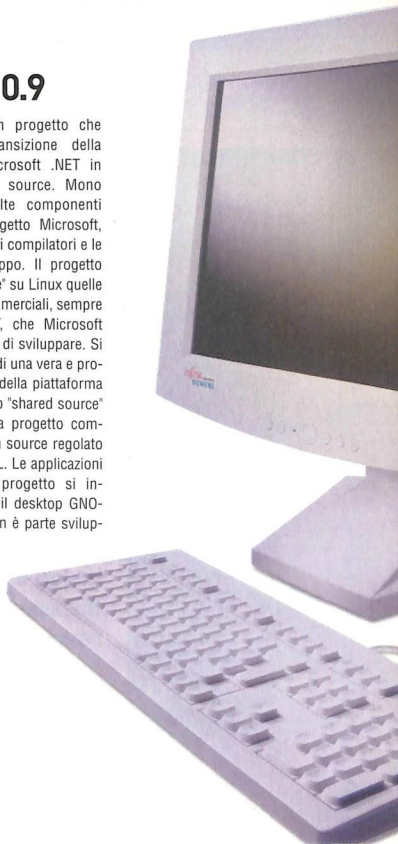 0.9
n progetto che
ansizione della
crosoft .NET in
source. Mono
lte componenti
getto Microsoft,
i compilatori e le
ppo. Il progetto
e" su Linux quelle
merciali, sempre
, che Microsoft
di sviluppare. Si
di una vera e pro-
della piattaforma
o "shared source"
a progetto com-
n source regolato
L. Le applicazioni
progetto si in-
il desktop GNO-
n è parte svilup-
FUJITSU
SIEMENS